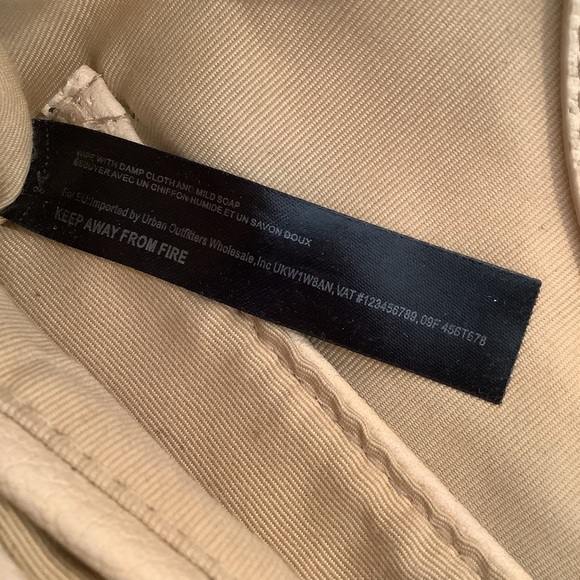 WIPE WITH DAMP CLOTH AND MILD SOAP
ESSUYER AVEC UN CHIFFON HUMIDE ET UN SAVON DOUX
For EU:Imported by Urban Outfitters Wholesale,Inc UKW1W8AN, VAT #123456789, 09F 456T678
KEEP AWAY FROM FIRE